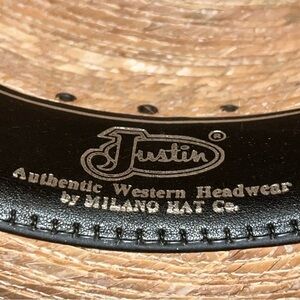 Justin®
Authentic Western Headwear
by MILANO HAT Co.